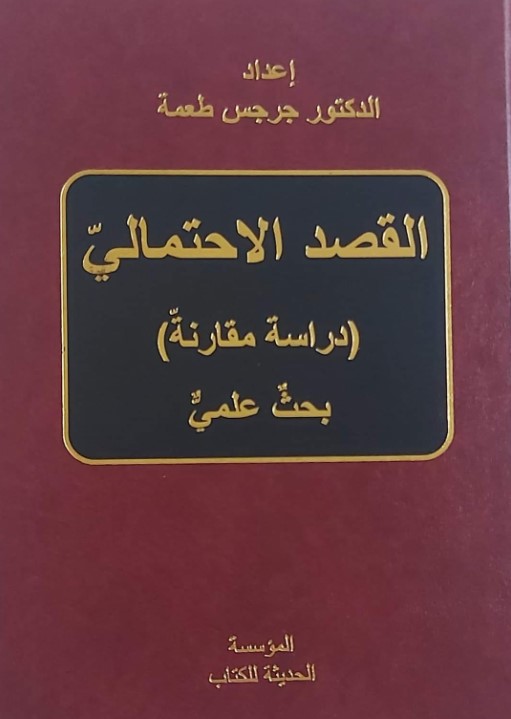 إعداد
الدكتور جرجس طعمة
القصد الاحتماليّ
(دراسة مقارنةّ)
بحثٌ علميٌّ
المؤسسة
الحديثة للكتاب